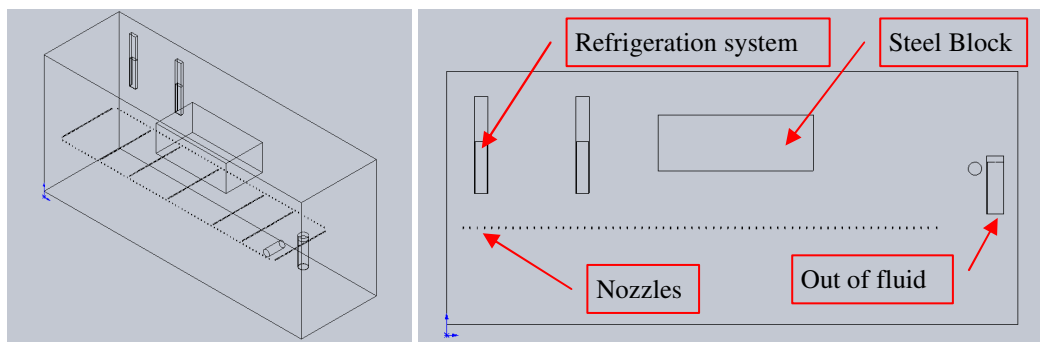 Refrigeration system
Steel Block
Nozzles
Out of fluid